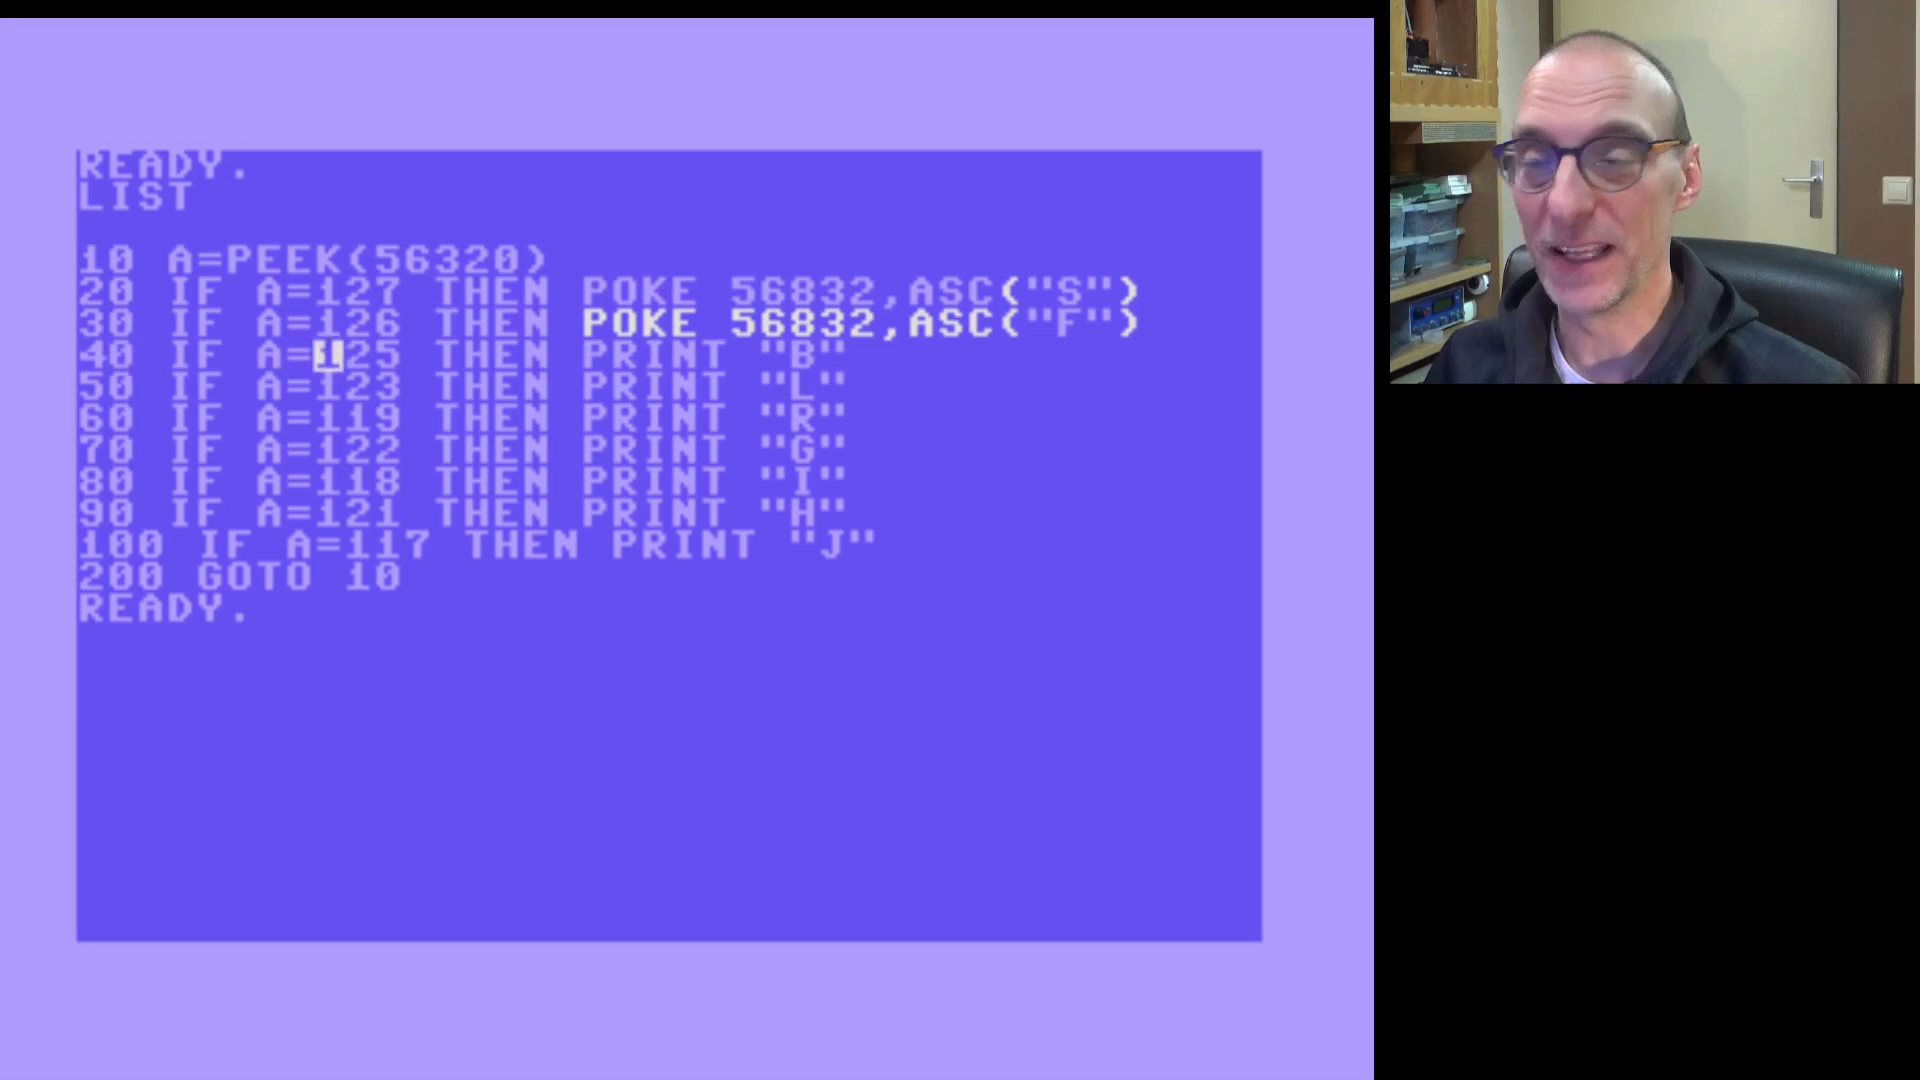 READY.
LIST
10 A=PEEK(56320)
20 IF A=127 THEN POKE 56832,ASC("S")
30 IF A=126 THEN POKE 56832,ASC("F")
40 IF A=125 THEN PRINT "B"
50 IF A=123 THEN PRINT "L"
60 IF A=119 THEN PRINT "R"
70 IF A=122 THEN PRINT "G"
80 IF A=118 THEN PRINT "I"
90 IF A=121 THEN PRINT "H"
100 IF A=117 THEN PRINT "J"
200 GOTO 10
READY.